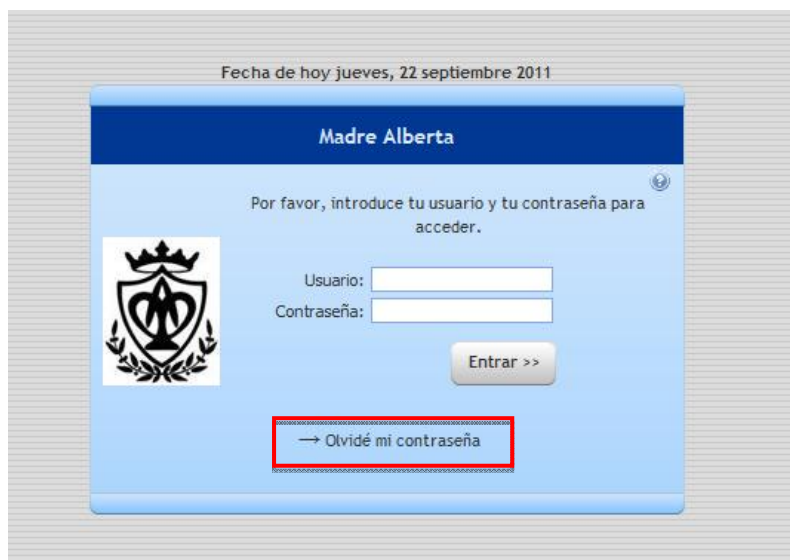 Fecha de hoy jueves, 22 septiembre 2011
Madre Alberta
Por favor, introduce tu usuario y tu contraseña para
acceder.
Usuario:
Contraseña:
Entrar >>
→ Olvidé mi contraseña